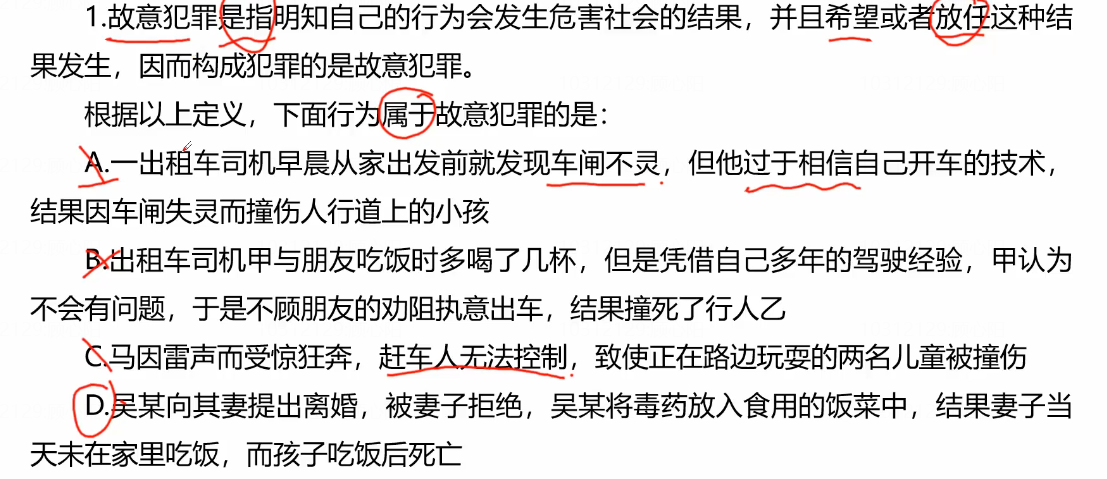 1.故意犯罪是指明知自己的行为会发生危害社会的结果，并且希望或者放任这种结
果发生，因而构成犯罪的是故意犯罪。
根据以上定义，下面行为属于故意犯罪的是：
A.一出租车司机早晨从家出发前就发现车闸不灵，但他过于相信自己开车的技术，
结果因车闸失灵而撞伤人行道上的小孩
B.出租车司机甲与朋友吃饭时多喝了几杯，但是凭借自己多年的驾驶经验，甲认为
不会有问题，于是不顾朋友的劝阻执意出车，结果撞死了行人乙
C.马因雷声而受惊狂奔，赶车人无法控制，致使正在路边玩耍的两名儿童被撞伤
D.吴某向其妻提出离婚，被妻子拒绝，吴某将毒药放入食用的饭菜中，结果妻子当
天未在家里吃饭，而孩子吃饭后死亡